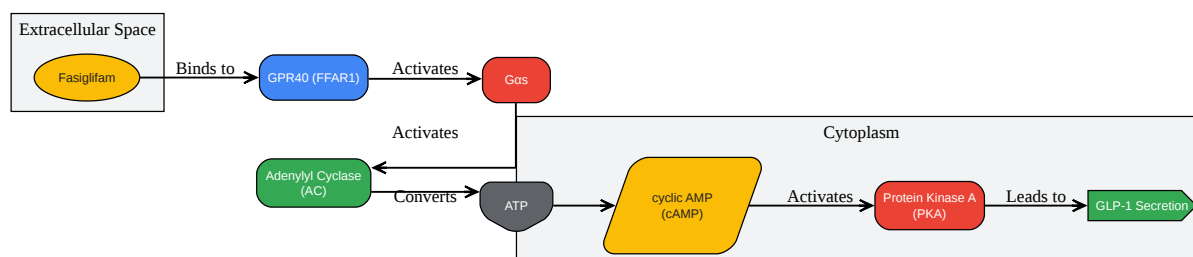 Extracellular Space
Fasiglifam
Binds to
GPR40 (FFAR1)
Activates
Gαs
Activates
Cytoplasm
Adenylyl Cyclase
(AC)
Converts
ATP
cyclic AMP
(cAMP)
Activates
Protein Kinase A
(PKA)
Leads to
GLP-1 Secretion